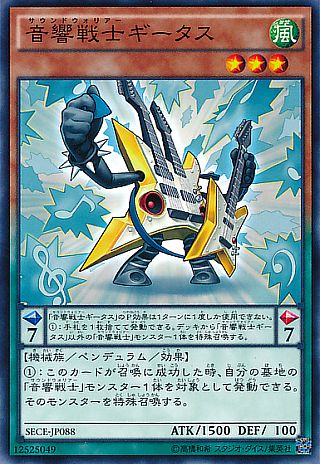 サウンドウォリアー
音響戦士ギータス
風
「音響戦士ギータス」のP効果は1ターンに1度しか使用できない。
①:手札を1枚捨てて発動できる。デッキから「音響戦士ギー
タス」以外の「音響戦士」モンスター1体を特殊召喚する。
7
7
【機械族/ペンデュラム/効果】
①:このカードが召喚に成功した時、自分の墓地の
「音響戦士」モンスター1体を対象として発動できる。
そのモンスターを特殊召喚する。
ATK/1500 DEF/ 100
SECE-JP088
12525049
©高橋和希 スタジオ・ダイス/集英社